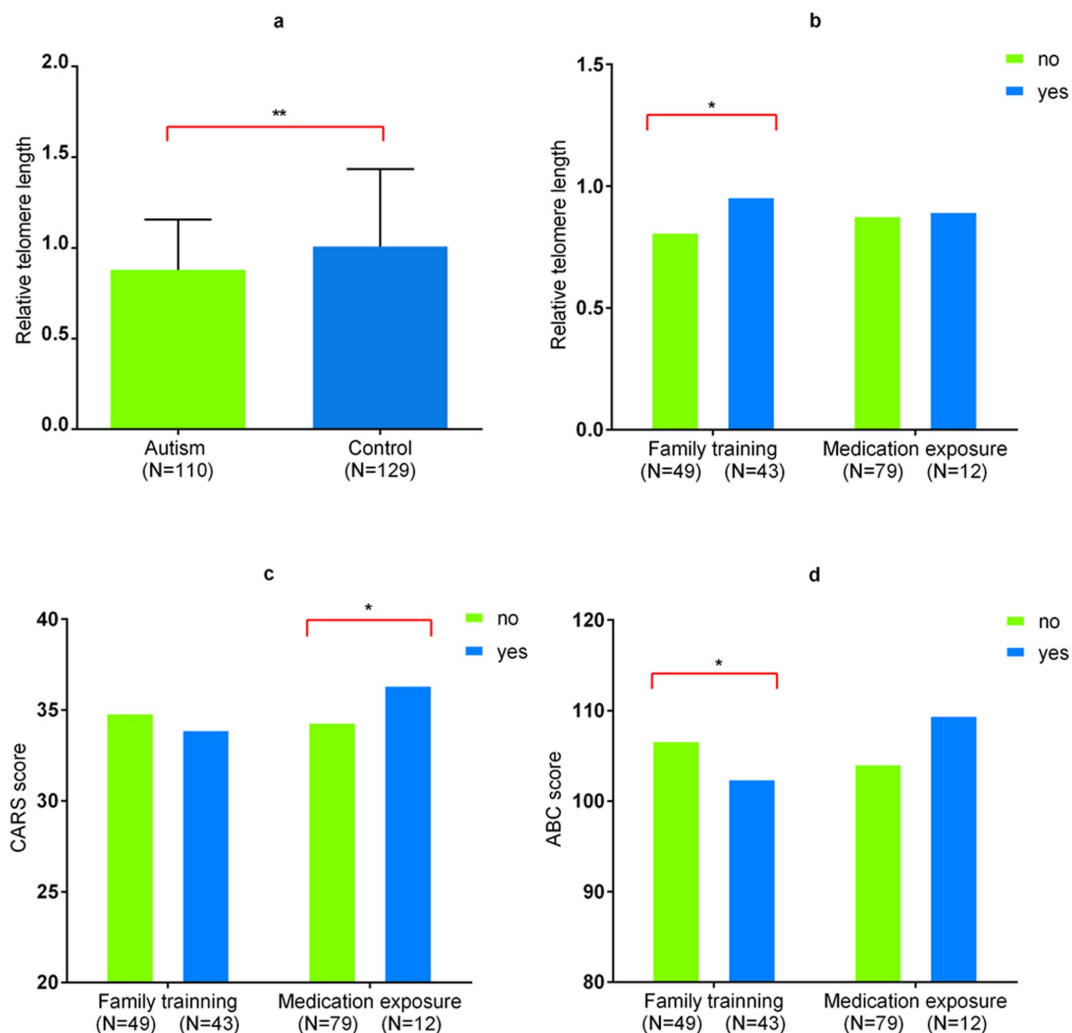 a
2.0
**
1.5
1.0
0.5
0.0
Relative telomere length
Autism Control
(N=110) (N=129)
b
no
yes
1.5
*
1.0
0.5
0.0
Relative telomere length
Family training Medication exposure
(N=49) (N=43) (N=79) (N=12)
c
no
yes
40
*
35
30
25
20
CARS score
Family trainning Medication exposure
(N=49) (N=43) (N=79) (N=12)
d
no
yes
120
*
110
100
90
80
ABC score
Family trainning Medication exposure
(N=49) (N=43) (N=79) (N=12)